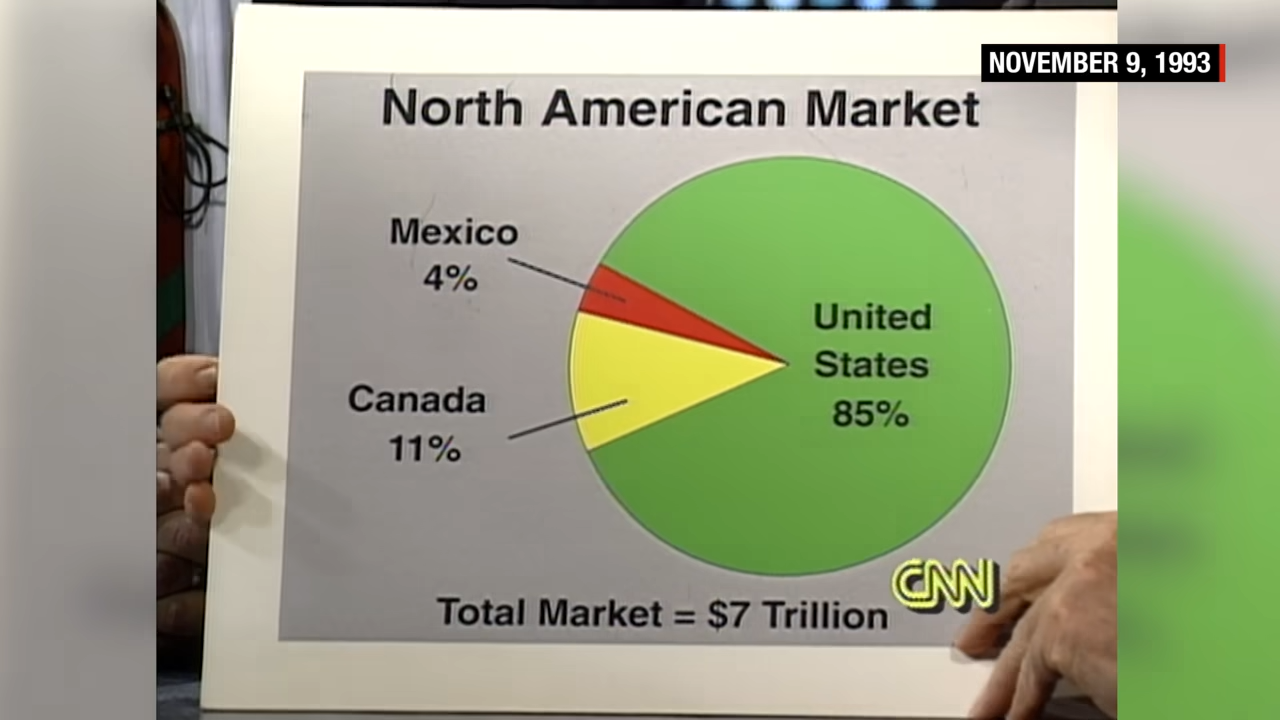 NOVEMBER 9, 1993
North American Market
Mexico
4%
United
States
85%
Canada
11%
Total Market = $7 Trillion
CNN